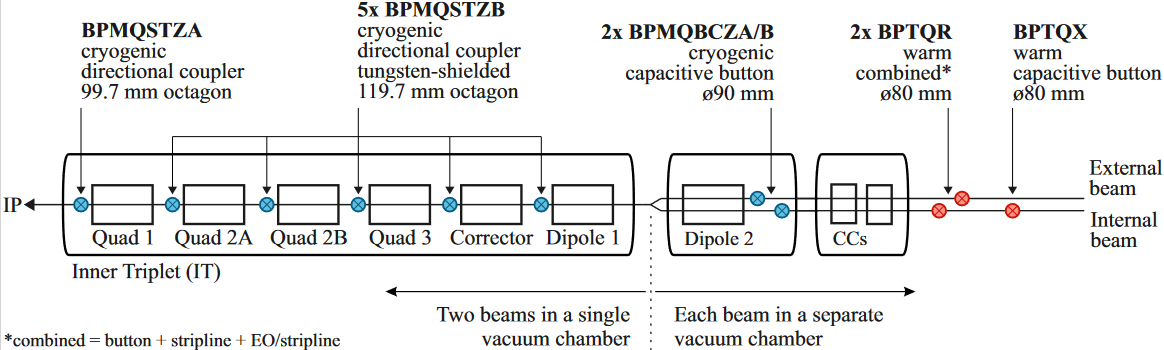 BPMQSTZA
cryogenic
directional coupler
99.7 mm octagon
5x BPMQSTZB
cryogenic
directional coupler
tungsten-shielded
119.7 mm octagon
2x BPMQBCZA/B
cryogenic
capacitive button
ø90 mm
2x BPTQR
warm
combined*
ø80 mm
BPTQX
warm
capacitive button
ø80 mm
IP
Quad 1
Quad 2A
Quad 2B
Quad 3
Corrector
Dipole 1
Dipole 2
CCs
External
beam
Internal
beam
Inner Triplet (IT)
Two beams in a single
vacuum chamber
Each beam in a separate
vacuum chamber
*combined = button + stripline + EO/stripline